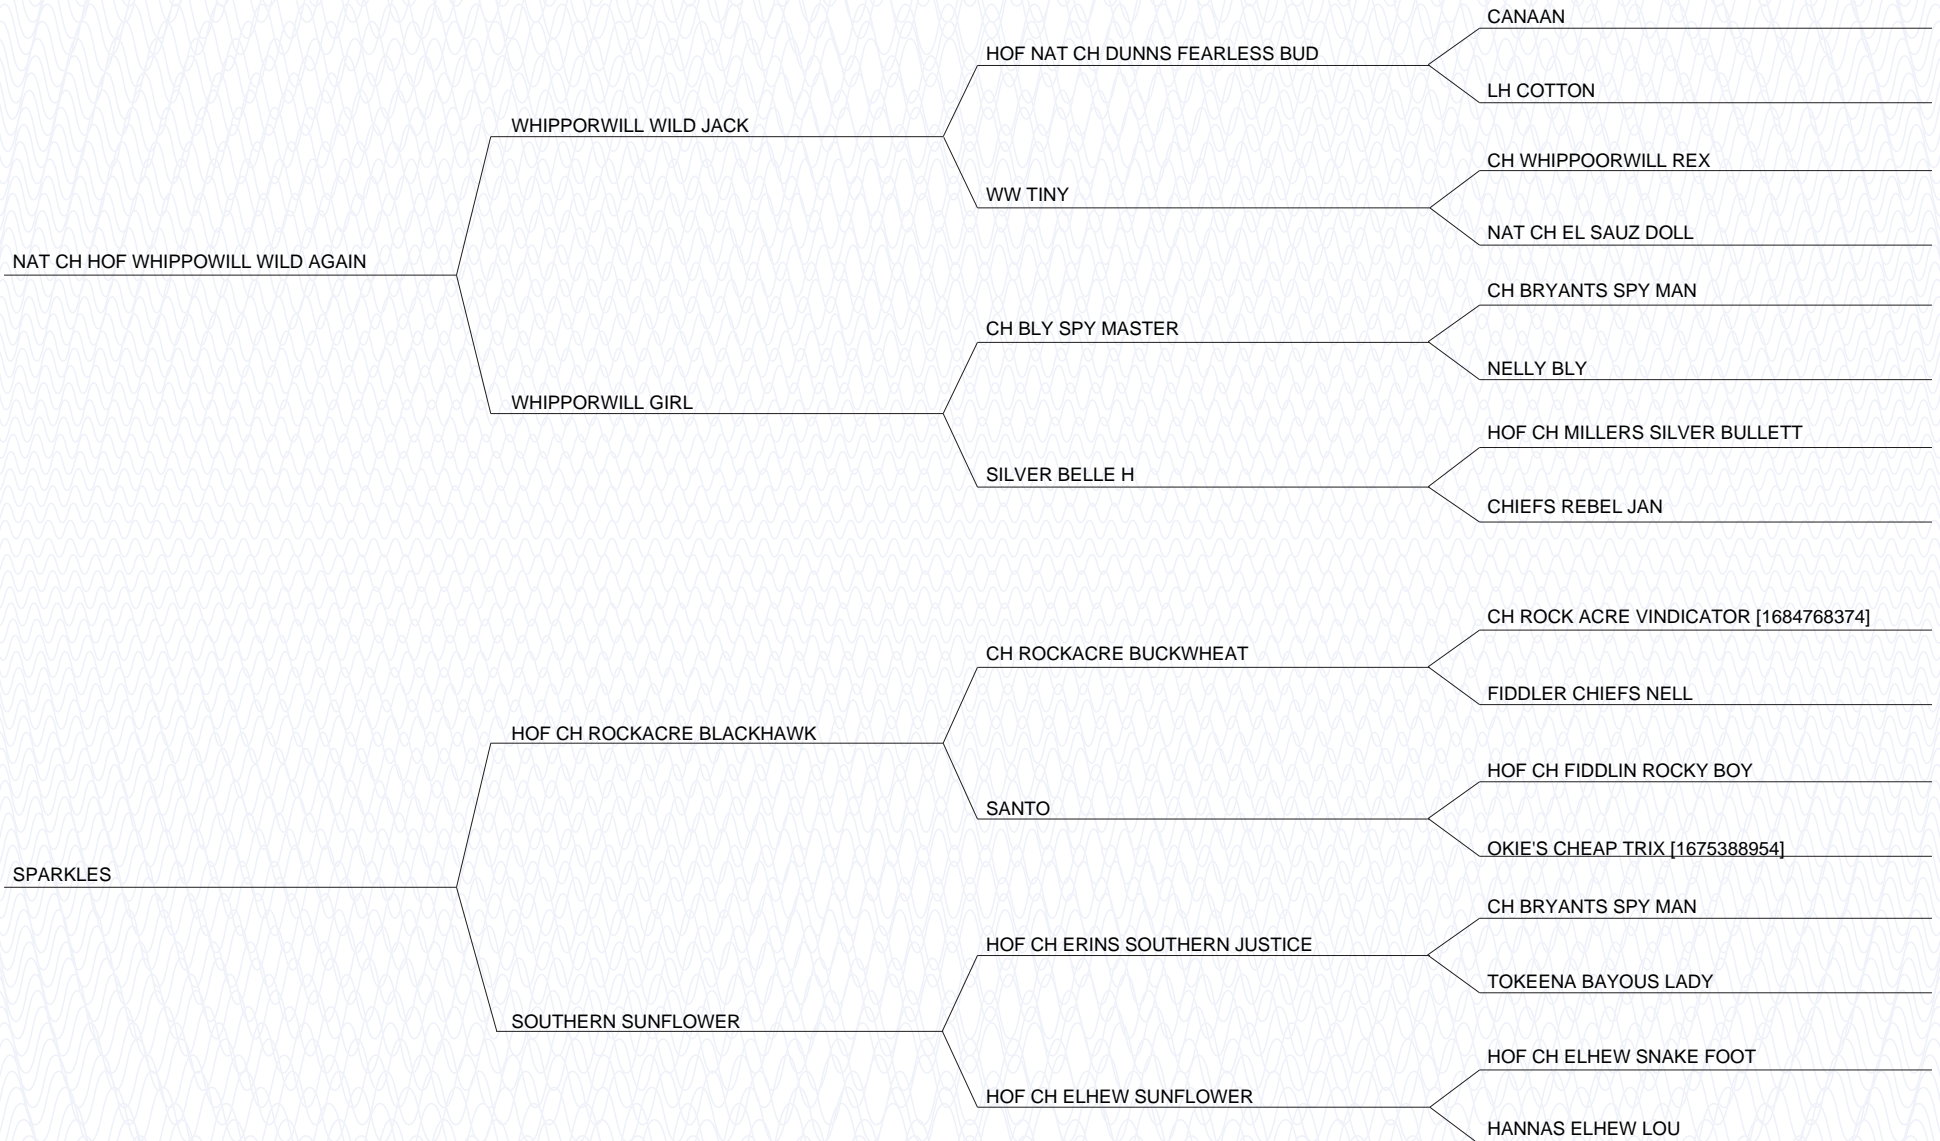 CANAAN
HOF NAT CH DUNNS FEARLESS BUD
LH COTTON
WHIPPORWILL WILD JACK
CH WHIPPOORWILL REX
WW TINY
NAT CH EL SAUZ DOLL
NAT CH HOF WHIPPOWILL WILD AGAIN
CH BRYANTS SPY MAN
CH BLY SPY MASTER
NELLY BLY
WHIPPORWILL GIRL
HOF CH MILLERS SILVER BULLETT
SILVER BELLE H
CHIEFS REBEL JAN
CH ROCK ACRE VINDICATOR [1684768374]
CH ROCKACRE BUCKWHEAT
FIDDLER CHIEFS NELL
HOF CH ROCKACRE BLACKHAWK
HOF CH FIDDLIN ROCKY BOY
SANTO
OKIE'S CHEAP TRIX [1675388954]
SPARKLES
CH BRYANTS SPY MAN
HOF CH ERINS SOUTHERN JUSTICE
TOKEENA BAYOUS LADY
SOUTHERN SUNFLOWER
HOF CH ELHEW SNAKE FOOT
HOF CH ELHEW SUNFLOWER
HANNAS ELHEW LOU